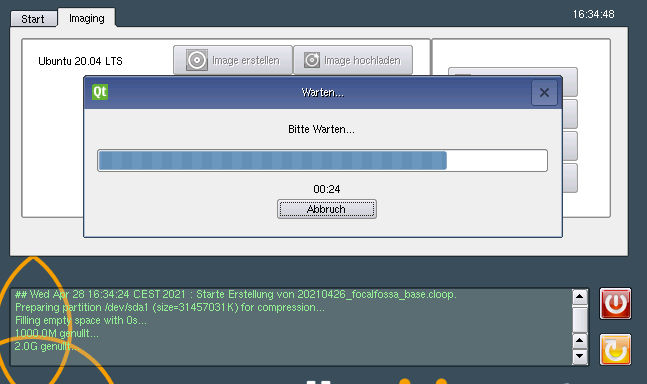 Start
Imaging
16:34:48
Ubuntu 20.04 LTS
Image erstellen
Image hochladen
Qt
Warten...
Bitte Warten...
00:24
Abbruch
## Wed Apr 28 16:34:24 CEST 2021 : Starte Erstellung von 20210426_focalfossa_base.cloop.
Preparing partition /dev/sda1 (size=31457031K) for compression...
Filling empty space with 0s...
1000.0M genullt...
2.0G genullt...